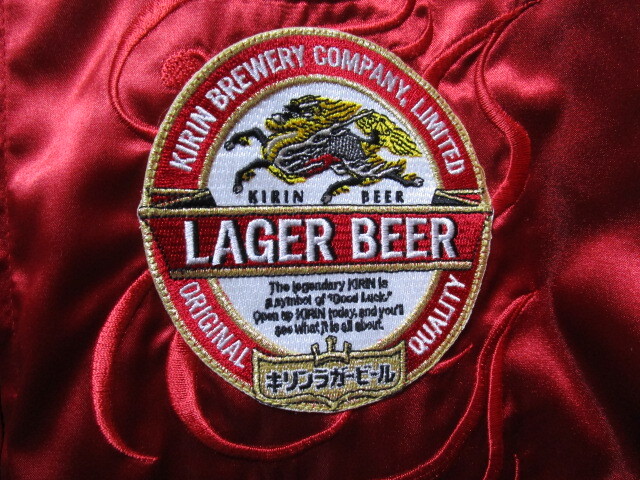 KIRIN BREWERY COMPANY, LIMITED
KIRIN BEER
LAGER BEER
The legendary KIRIN is
a symbol of "Good Luck."
Open up KIRIN today, and you'll
see what it is all about.
ORIGINAL QUALITY
キリンラガービール